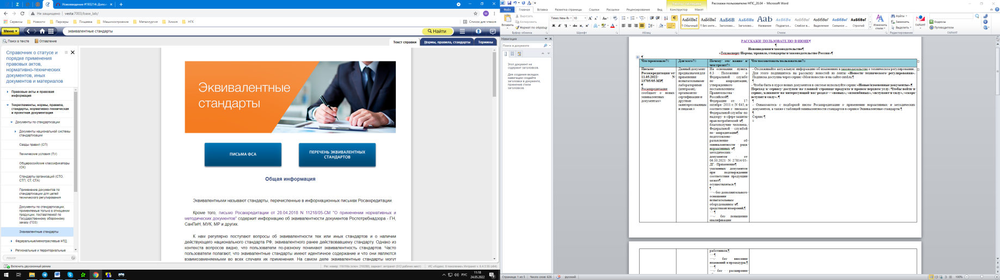 Нововведение #193214: Допол
Не защищено | vesta:7003/base_lab/
Сервисы
Новости
Парсеры
Пищевка
Машиностроение
Металлургия
Химия
НГК
Список для чтения
Меню
эквивалентные стандарты
Найти
Поиск в тексте
Оглавление
Текст справки
Нормы, правила, стандарты
Термины
Справочник о статусе и
порядке применения
правовых актов,
нормативно-технических
документов, иных
документов и материалов
Правовые акты и правовая
информация
Техрегламенты, нормы, правила,
стандарты, нормативно-техническая
и проектная документация
Документы по стандартизации
Документы национальной системы
стандартизации
Своды правил (СП)
Технические условия (ТУ)
Общероссийские классификаторы
(ОК)
Стандарты организаций (СТО,
СТП, СТ, СТА)
Применение документов по
стандартизации для целей
технического регулирования
Документы по стандартизации,
применяемые только в отношении
продукции, поставляемой по
Государственному оборонному
заказу (ГОЗ)
Эквивалентные стандарты
Федеральные/межотраслевые НТД
Региональные и территориальные
поиск
Включить двухоконный режим
Эквивалентные
стандарты
ПИСЬМА ФСА
ПЕРЕЧЕНЬ ЭКВИВАЛЕНТНЫХ
СТАНДАРТОВ
Общая информация
Эквивалентными называют стандарты, перечисленные в информационных письмах Росаккредитации.
Кроме того, письмо Росаккредитации от 28.04.2018 N 11218/05-СМ "О применении нормативных и
методических документов" содержит информацию об эквивалентности документов Роспотребнадзора - ГН,
СанПиН, МУК, МР и других.
К нам регулярно поступают вопросы об эквивалентности тех или иных стандартов и о наличии
действующего национального стандарта РФ, эквивалентного ранее действовавшему стандарту. Однако из
контекста вопросов видно, что пользователи по-разному понимают эквивалентность стандартов. Часто
пользователи полагают, что эквивалентные стандарты имеют идентичное содержание и что они являются
взаимозаменяемыми во всех случаях их применения. На самом деле эквивалентные стандарты могут
РУС
11:18
24.05.2022
Расскажи пользователю НПС_20.04 - Microsoft Word
Файл
Главная
Вставка
Разметка страницы
Ссылки
Рассылки
Рецензирование
Вид
Конструктор
Макет
Вставить
Вырезать
Копировать
Формат по образцу
Буфер обмена
Times New Ro
10
Шрифт
Абзац
¶ Обычный
¶ Без инте...
Заголово...
Заголово...
Название
Подзагол...
Слабое в...
Выделение
Сильное ...
Строгий
Стили
Изменить
стили
Найти
Заменить
Выделить
Редактирование
ГАРАНТ
Кодексы
Путеводители
ГАРАНТ
Навигация
Поиск в документе
Этот документ не
содержит заголовков.
Для создания вкладок
навигации создайте
заголовки в документе,
применив стили
заголовков.
РАССКАЖИ ПОЛЬЗОВАТЕЛЮ В ИЮНЕ¶
¶
Нововведения в законодательстве¶
«Техэксперт: Нормы, правила, стандарты и законодательство России»¶
Что произошло?
Для кого?
Почему это важно и
чем грозит?
Что посоветовать пользователю?
Письмо
Росаккредитации от
11.05.2022 N
13705/05-МЗ¶
¶
Росаккредитация
сообщает о новых
эквивалентных
документах
Данный документ
предназначен для
применения
испытательными
лабораториями
(центрами),
органами по
сертификации и
другими
заинтересованным
и лицами.
На основании пункта
6.3 Положения о
Федеральной службе
по аккредитации,
утвержденного
постановлением
Правительства
Российской¶
Федерации от 17
октября 2011 г. N 845, в
соответствии с письмом
Федеральной службы по
надзору в сфере защиты
прав потребителей и¶
благополучия человека,
Федеральной службой
по аккредитации¶
подготовлено
разъяснение об
эквивалентности ряда
нормативных и¶
методических
документов от
06.10.2021 N 27814/03-
ДГ. Применение¶
указанных документов
при подтверждении
соответствия продукции
может¶
осуществляться:¶
¶
– без дополнительного
оснащения
испытательным
оборудованием и¶
средствами измерений,¶
– без повышения
квалификации
работников,¶
– без внесения
изменений в процедуры,¶
– без расширения
- Отслеживайте актуальную информацию об изменениях в законодательстве о техническом регулировании.
Для этого подпишитесь на рассылку новостей из ленты «Новости технического регулирования».
Подписка доступна через сервис «Мои новости» и на сайте cntd.ru.¶
¶
- Чтобы быть в курсе новых документов в системе используйте сервис «Новые/измененные документы».¶
Переход к сервису доступен на главной странице продукта в правом верхнем углу. Чтобы войти в
сервис, кликните на интересующий вас раздел – «новых», «изменённых», «вступают в силу», «скоро
вступят в силу».¶
¶
- Ознакомьтесь с подборкой писем Росаккредитации о применении нормативных и методических
документов, а также с таблицей эквивалентности стандартов в сервисе Эквивалентные стандарты.¶
¶
Сервис:¶
Страница: 1 из 5
Число слов: 626
русский
100%